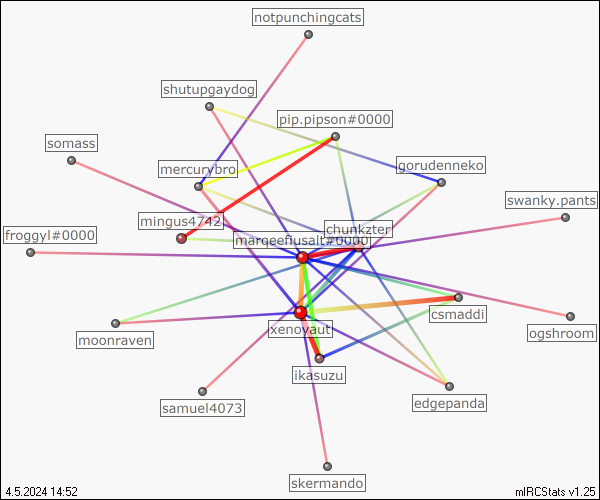 notpunchingcats
shutupgaydog
pip.pipson#0000
somass
mercurybro
gorudenneko
swanky.pants
mingus4742
chunkzter
froggyl#0000
margeefiusalt#0000
csmaddi
xenoyaut
moonraven
ogshroom
ikasuzu
samuel4073
edgepanda
skermando
4.5.2024 14:52
mIRCStats v1.25